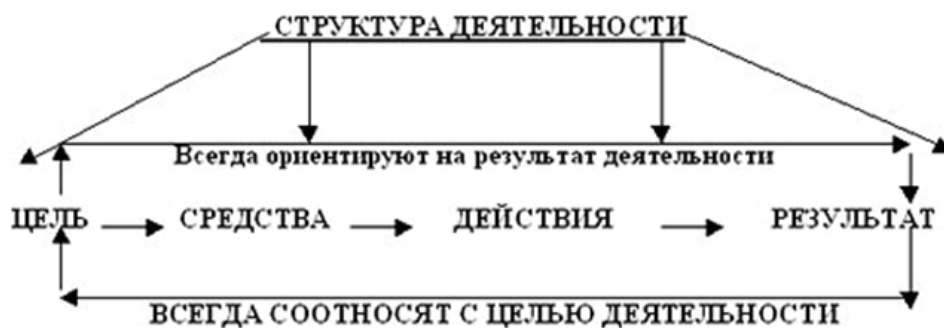 СТРУКТУРА ДЕЯТЕЛЬНОСТИ
Всегда ориентируют на результат деятельности
ЦЕЛЬ СРЕДСТВА ДЕЙСТВИЯ РЕЗУЛЬТАТ
ВСЕГДА СООТНОСЯТ С ЦЕЛЬЮ ДЕЯТЕЛЬНОСТИ